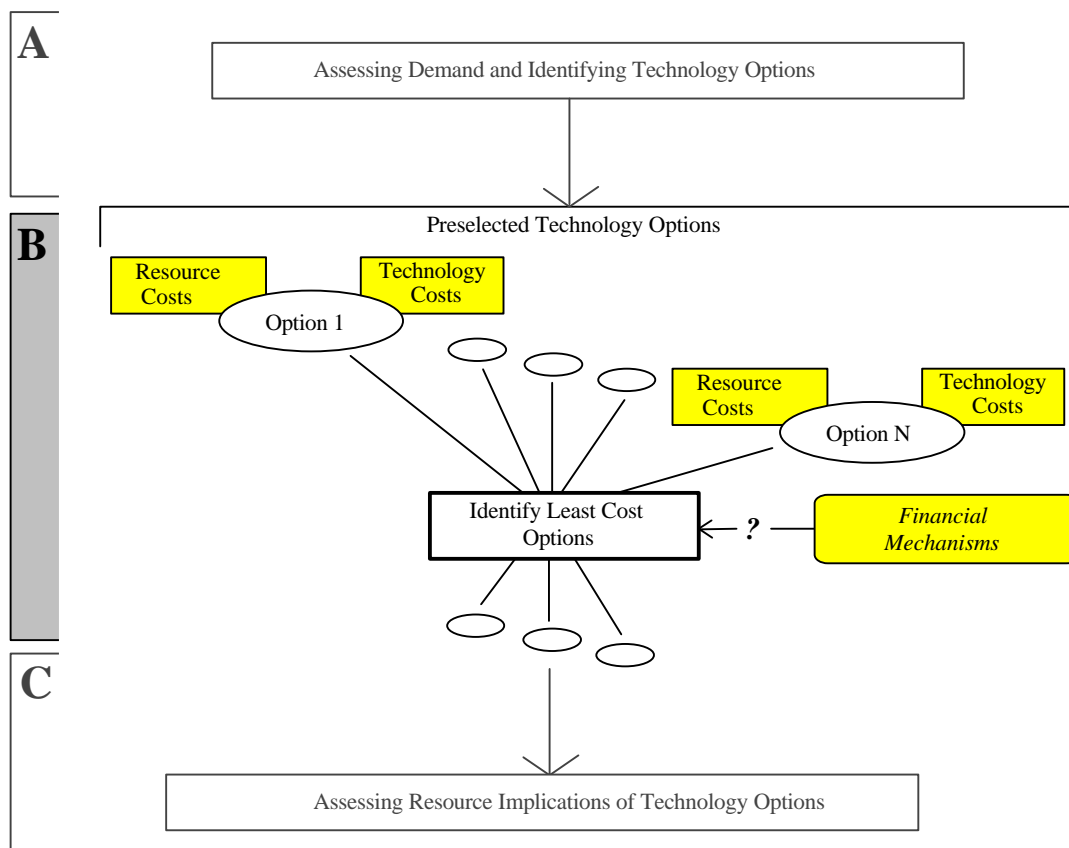 A
Assessing Demand and Identifying Technology Options
B
Preselected Technology Options
Resource
Costs
Technology
Costs
Option 1
Resource
Costs
Technology
Costs
Option N
Identify Least Cost
Options
?
Financial
Mechanisms
C
Assessing Resource Implications of Technology Options